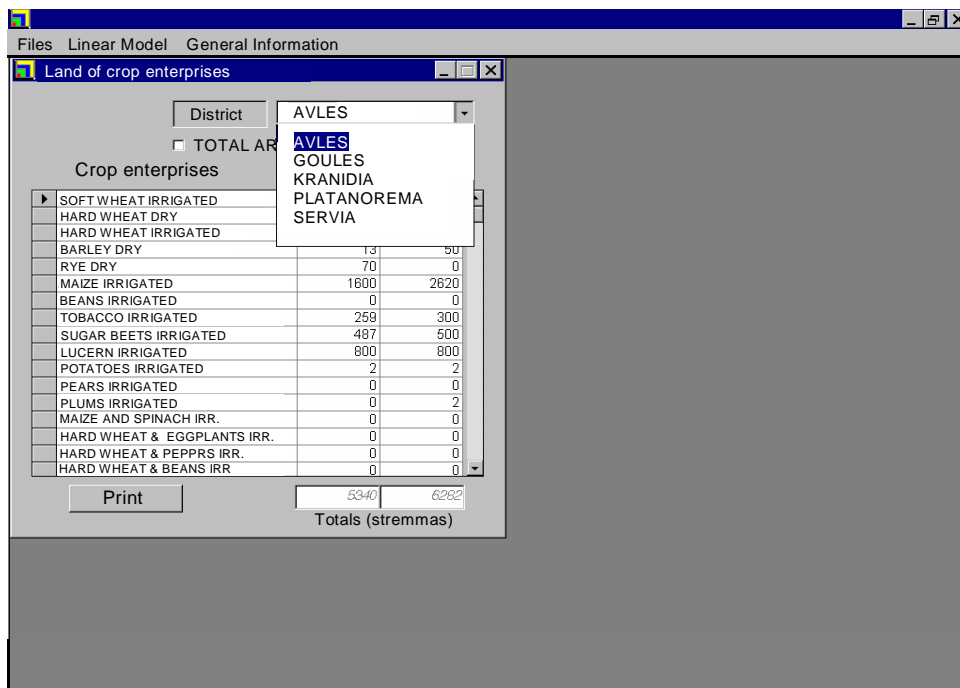 Files Linear Model General Information
Land of crop enterprises
District AVLES
TOTAL AR AVLES
GOULES
Crop enterprises KRANIDIA
PLATANOREMA
SERVIA
SOFT WHEAT IRRIGATED
HARD WHEAT DRY
HARD WHEAT IRRIGATED
BARLEY DRY 13 50
RYE DRY 70 0
MAIZE IRRIGATED 1600 2620
BEANS IRRIGATED 0 0
TOBACCO IRRIGATED 259 300
SUGAR BEETS IRRIGATED 487 500
LUCERN IRRIGATED 800 800
POTATOES IRRIGATED 2 2
PEARS IRRIGATED 0 0
PLUMS IRRIGATED 0 2
MAIZE AND SPINACH IRR. 0 0
HARD WHEAT & EGGPLANTS IRR. 0 0
HARD WHEAT & PEPPRS IRR. 0 0
HARD WHEAT & BEANS IRR 0 0
Print 5340 6282
Totals (stremmas)